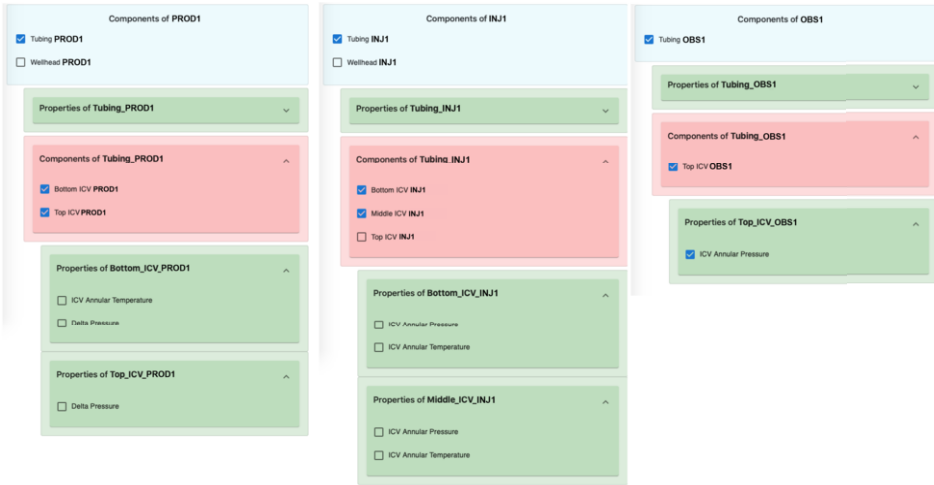 Components of PROD1
Tubing PROD1
Wellhead PROD1
Properties of Tubing_PROD1
Components of Tubing_PROD1
Bottom ICV PROD1
Top ICV PROD1
Properties of Bottom_ICV_PROD1
ICV Annular Temperature
Delta Pressure
Properties of Top_ICV_PROD1
Delta Pressure
Components of INJ1
Tubing INJ1
Wellhead INJ1
Properties of Tubing_INJ1
Components of Tubing_INJ1
Bottom ICV INJ1
Middle ICV INJ1
Top ICV INJ1
Properties of Bottom_ICV_INJ1
ICV Annular Pressure
ICV Annular Temperature
Properties of Middle_ICV_INJ1
ICV Annular Pressure
ICV Annular Temperature
Components of OBS1
Tubing OBS1
Properties of Tubing_OBS1
Components of Tubing_OBS1
Top ICV OBS1
Properties of Top_ICV_OBS1
ICV Annular Pressure